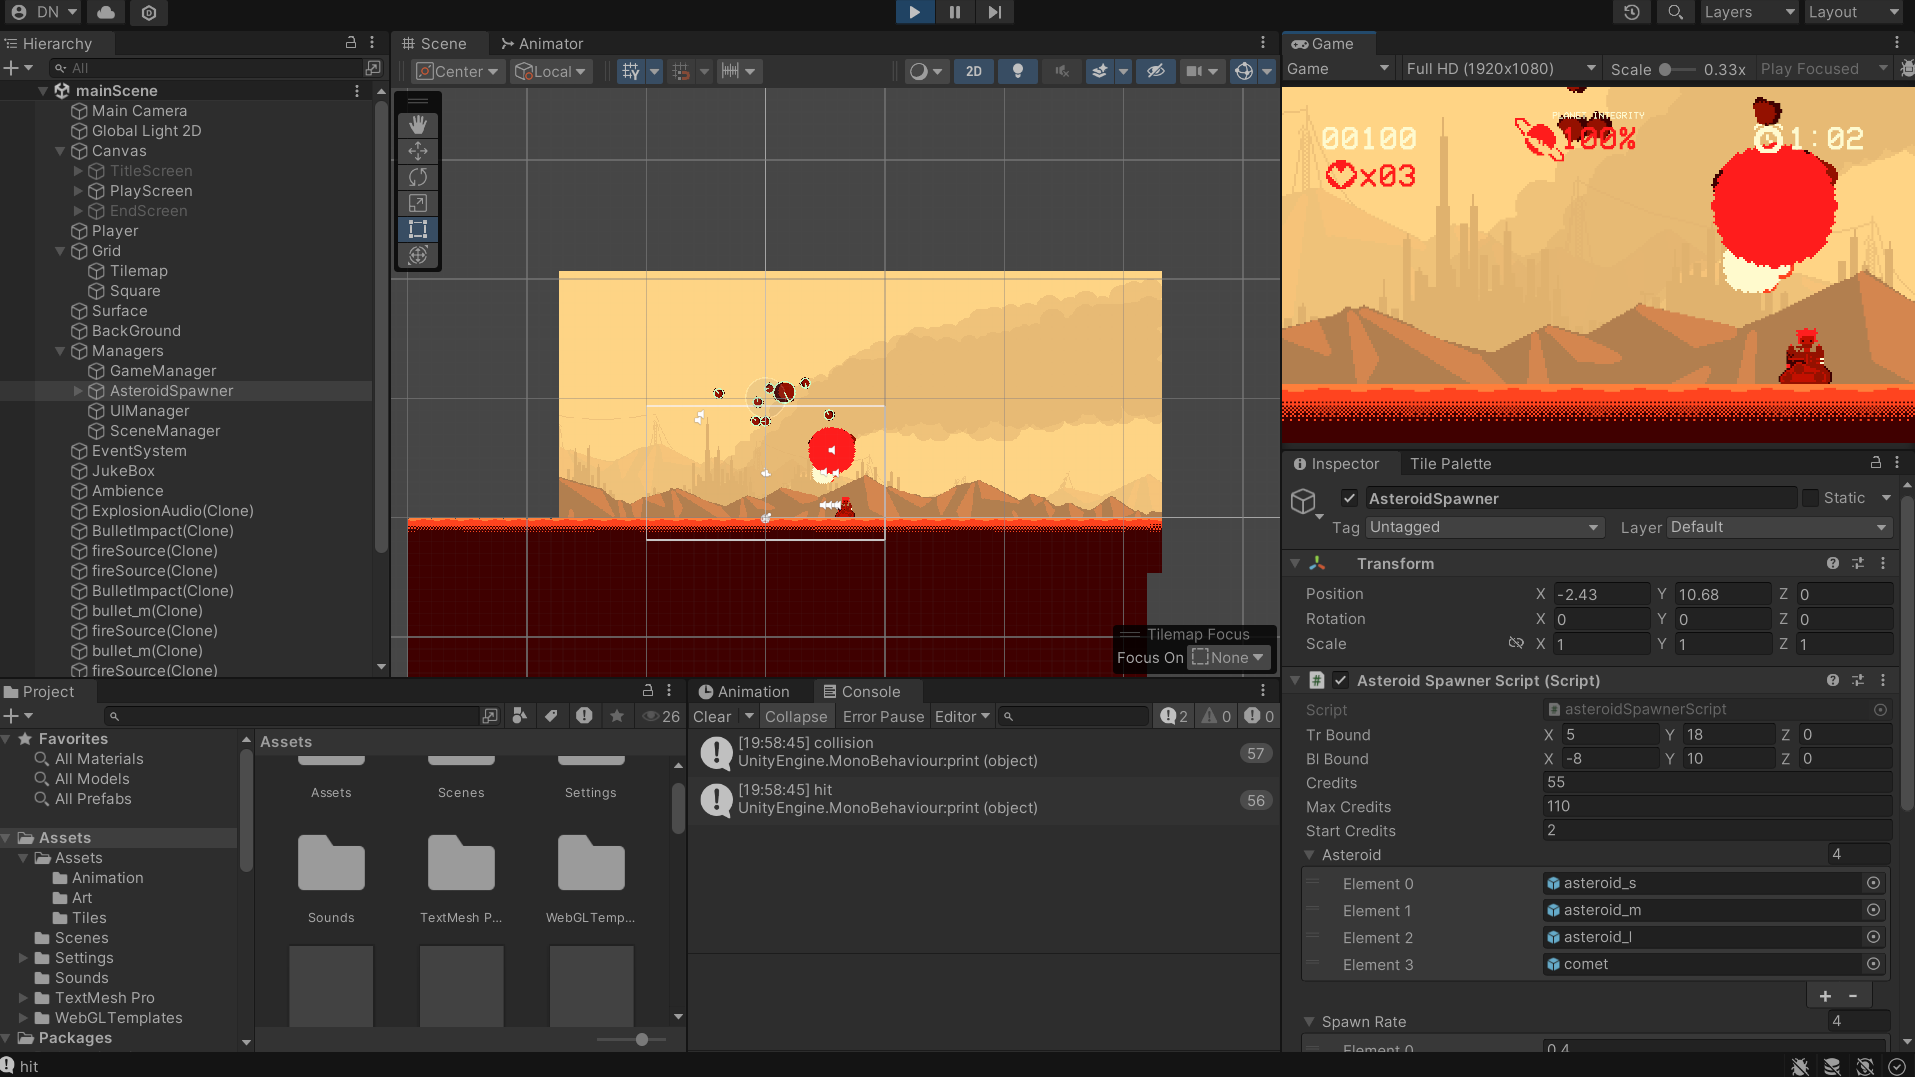 DN
Layers
Layout
Hierarchy
All
mainScene
Main Camera
Global Light 2D
Canvas
TitleScreen
PlayScreen
EndScreen
Player
Grid
Tilemap
Square
Surface
BackGround
Managers
GameManager
AsteroidSpawner
UIManager
SceneManager
EventSystem
JukeBox
Ambience
ExplosionAudio(Clone)
BulletImpact(Clone)
fireSource(Clone)
fireSource(Clone)
BulletImpact(Clone)
bullet_m(Clone)
fireSource(Clone)
bullet_m(Clone)
fireSource(Clone)
Scene
Animator
Center
Local
2D
Tilemap Focus
Focus On None
Game
Game
Full HD (1920x1080)
Scale 0.33x
Play Focused
PLANET INTEGRITY
00100
100%
1:02
x03
Inspector
Tile Palette
AsteroidSpawner
Static
Tag Untagged
Layer Default
Transform
Position X -2.43 Y 10.68 Z 0
Rotation X 0 Y 0 Z 0
Scale X 1 Y 1 Z 1
Asteroid Spawner Script (Script)
Script asteroidSpawnerScript
Tr Bound X 5 Y 18 Z 0
Bl Bound X -8 Y 10 Z 0
Credits 55
Max Credits 110
Start Credits 2
Asteroid 4
Element 0 asteroid_s
Element 1 asteroid_m
Element 2 asteroid_l
Element 3 comet
+ -
Spawn Rate 4
Element 0 0.4
Project
26
Favorites
All Materials
All Models
All Prefabs
Assets
Assets
Animation
Art
Tiles
Scenes
Settings
Sounds
TextMesh Pro
WebGLTemplates
Packages
Assets
Assets
Scenes
Settings
Sounds
TextMesh P...
WebGLTemp...
Animation
Console
Clear
Collapse
Error Pause
Editor
2
0
0
[19:58:45] collision
UnityEngine.MonoBehaviour:print (object)
57
[19:58:45] hit
UnityEngine.MonoBehaviour:print (object)
56
hit